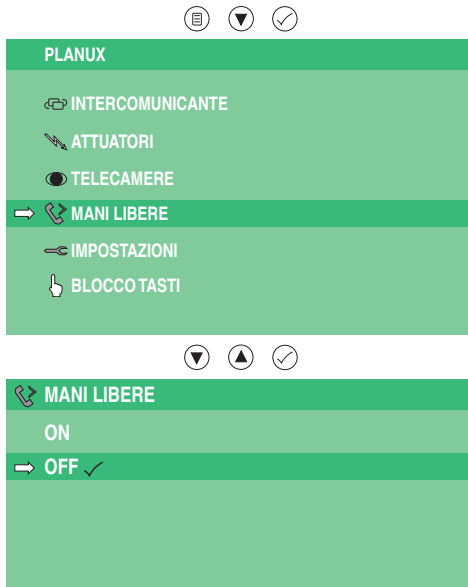 PLANUX
INTERCOMUNICANTE
ATTUATORI
TELECAMERE
MANI LIBERE
IMPOSTAZIONI
BLOCCO TASTI
MANI LIBERE
ON
OFF